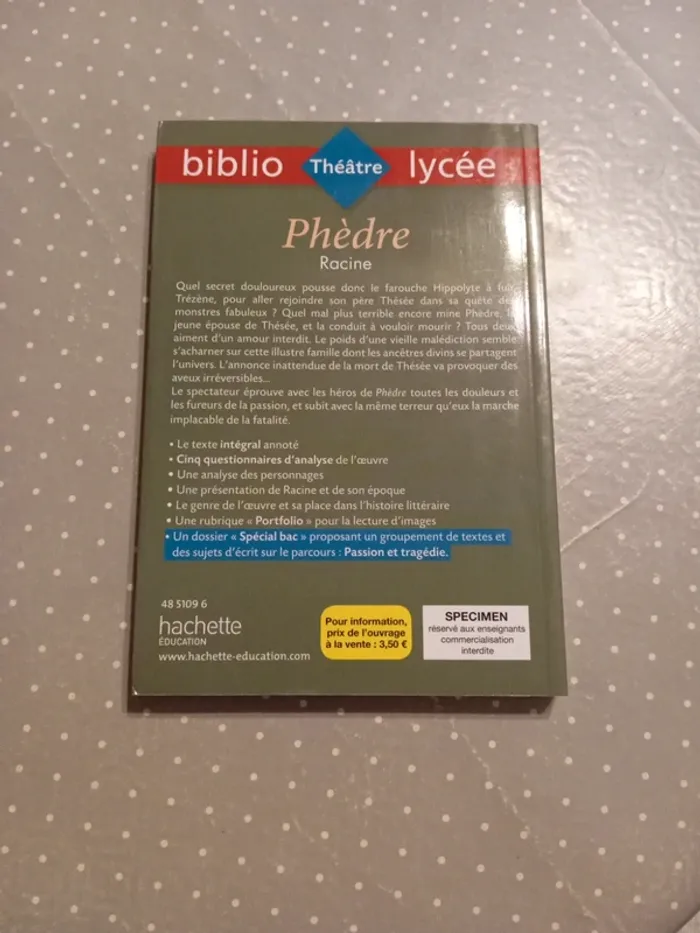 biblio Théâtre lycée
Phèdre
Racine
Quel secret douloureux pousse donc le farouche Hippolyte à fuir
Trézène, pour aller rejoindre son père Thésée dans sa quête de
monstres fabuleux ? Quel mal plus terrible encore mine Phèdre, la
jeune épouse de Thésée, et la conduit à vouloir mourir ? Tous deux
aiment d'un amour interdit. Le poids d'une vieille malédiction semble
s'acharner sur cette illustre famille dont les ancêtres divins se partagent
l'univers. L'annonce inattendue de la mort de Thésée va provoquer des
aveux irréversibles...
Le spectateur éprouve avec les héros de Phèdre toutes les douleurs et
les fureurs de la passion, et subit avec la même terreur qu'eux la marche
implacable de la fatalité.
• Le texte intégral annoté
• Cinq questionnaires d'analyse de l'œuvre
• Une analyse des personnages
• Une présentation de Racine et de son époque
• Le genre de l'œuvre et sa place dans l'histoire littéraire
• Une rubrique « Portfolio » pour la lecture d'images
• Un dossier « Spécial bac » proposant un groupement de textes et
des sujets d'écrit sur le parcours : Passion et tragédie.
48 5109 6
hachette
ÉDUCATION
www.hachette-education.com
Pour information,
prix de l'ouvrage
à la vente : 3,50 €
SPECIMEN
réservé aux enseignants
commercialisation
interdite